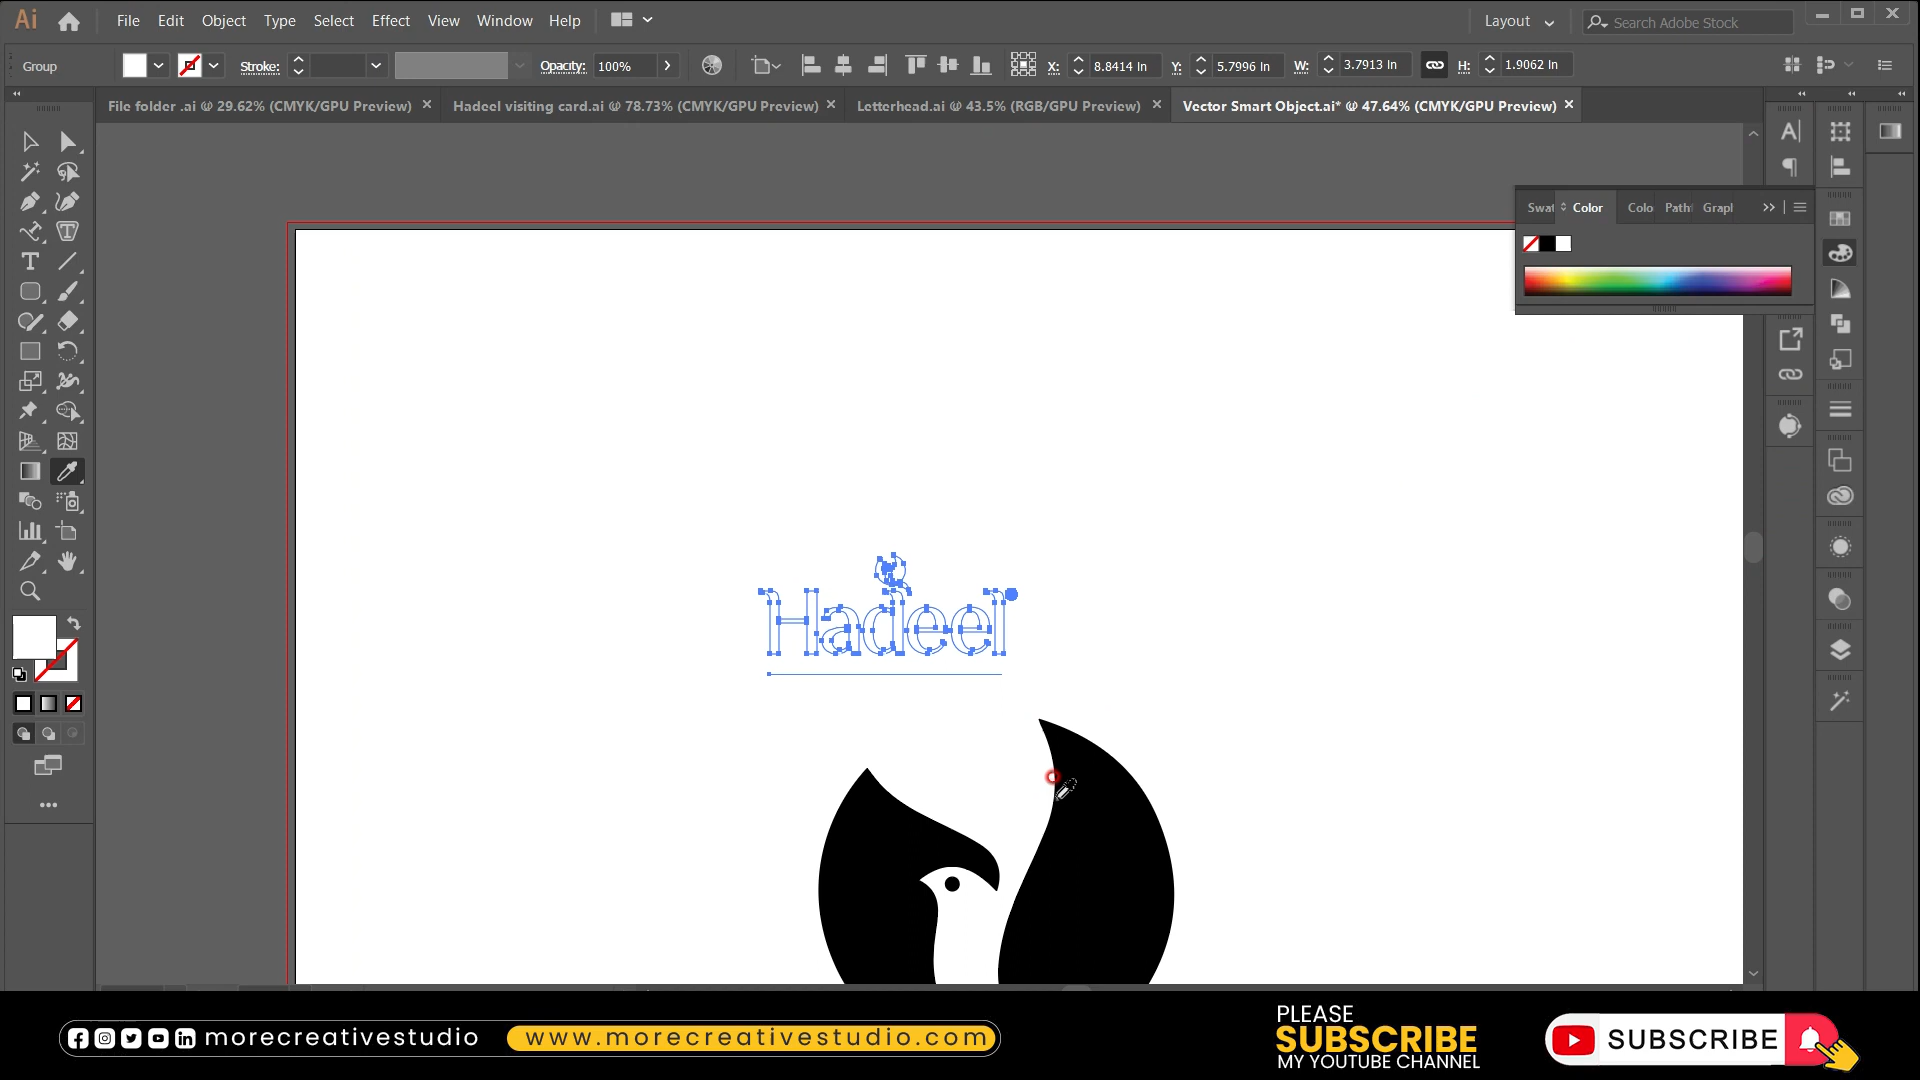 Ai File Edit Object Type Select Effect View Window Help Layout Search Adobe Stock
Group Stroke: Opacity: 100% X: 8.8414 In Y: 5.7996 In W: 3.7913 In H: 1.9062 In
File folder .ai @ 29.62% (CMYK/GPU Preview) × Hadeel visiting card.ai @ 78.73% (CMYK/GPU Preview) × Letterhead.ai @ 43.5% (RGB/GPU Preview) × Vector Smart Object.ai* @ 47.64% (CMYK/GPU Preview) ×
Swat Color Colo Path Grapl
Hadeel
morecreativestudio
www.morecreativestudio.com
PLEASE
SUBSCRIBE
MY YOUTUBE CHANNEL
SUBSCRIBE